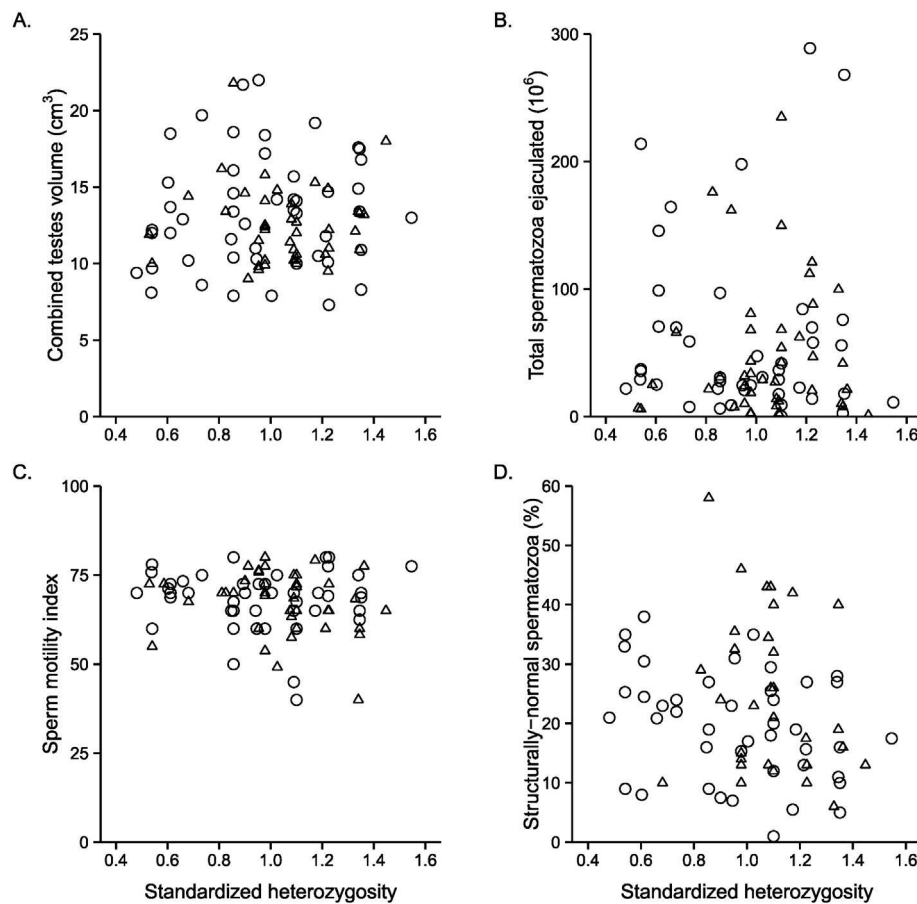 A.
25
20
15
10
5
0
Combined testes volume (cm³)
0.4 0.6 0.8 1.0 1.2 1.4 1.6
B.
300
200
100
0
Total spermatozoa ejaculated (10⁶)
0.4 0.6 0.8 1.0 1.2 1.4 1.6
C.
100
75
50
25
0
Sperm motility index
0.4 0.6 0.8 1.0 1.2 1.4 1.6
Standardized heterozygosity
D.
60
50
40
30
20
10
0
Structurally-normal spermatozoa (%)
0.4 0.6 0.8 1.0 1.2 1.4 1.6
Standardized heterozygosity